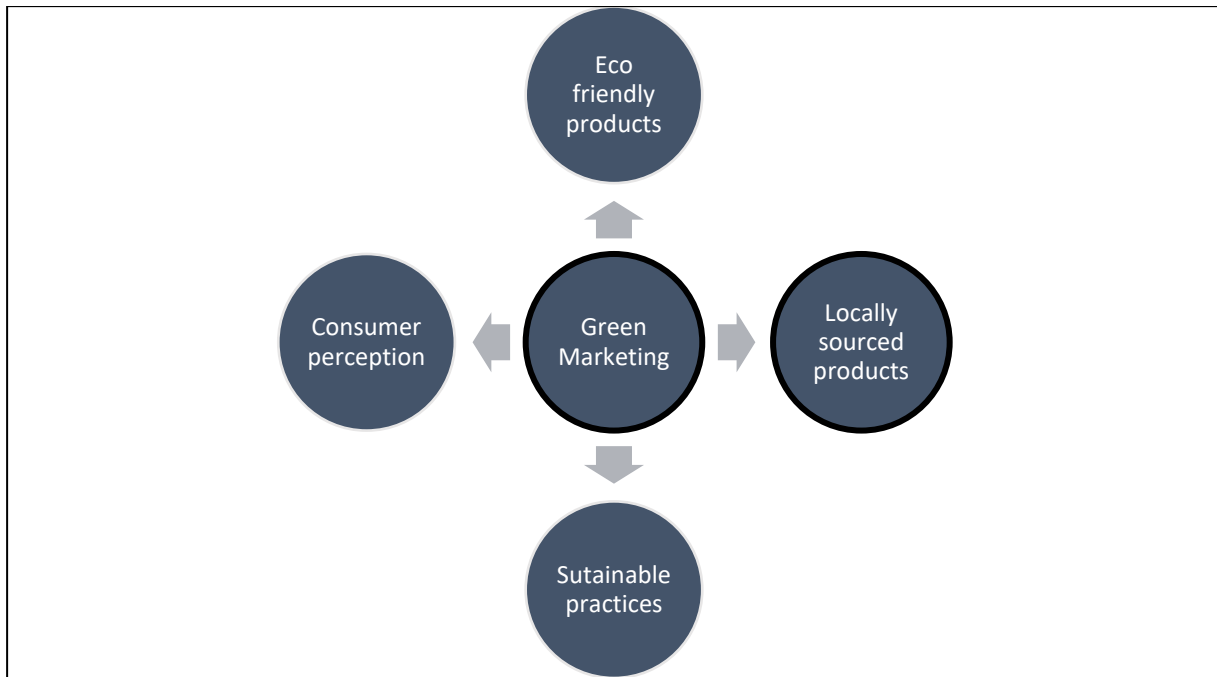 Eco
friendly
products
Consumer
perception
Green
Marketing
Locally
sourced
products
Sutainable
practices